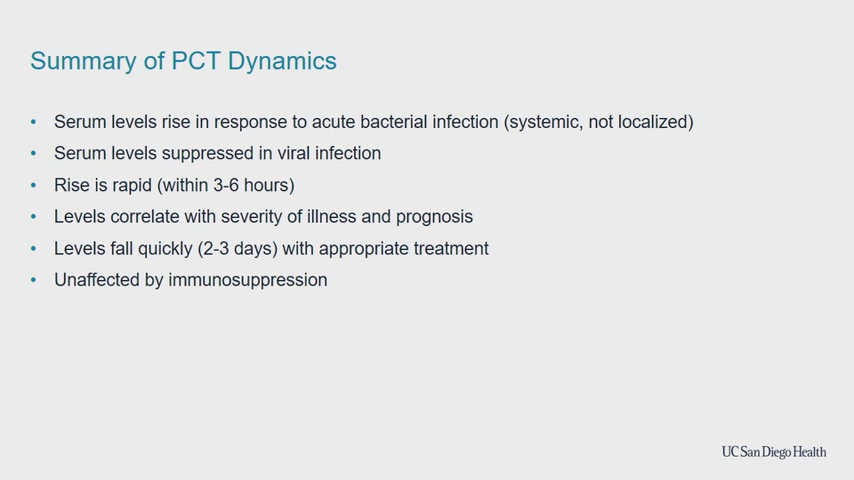 Summary of PCT Dynamics
• Serum levels rise in response to acute bacterial infection (systemic, not localized)
• Serum levels suppressed in viral infection
• Rise is rapid (within 3-6 hours)
• Levels correlate with severity of illness and prognosis
• Levels fall quickly (2-3 days) with appropriate treatment
• Unaffected by immunosuppression
UC San Diego Health